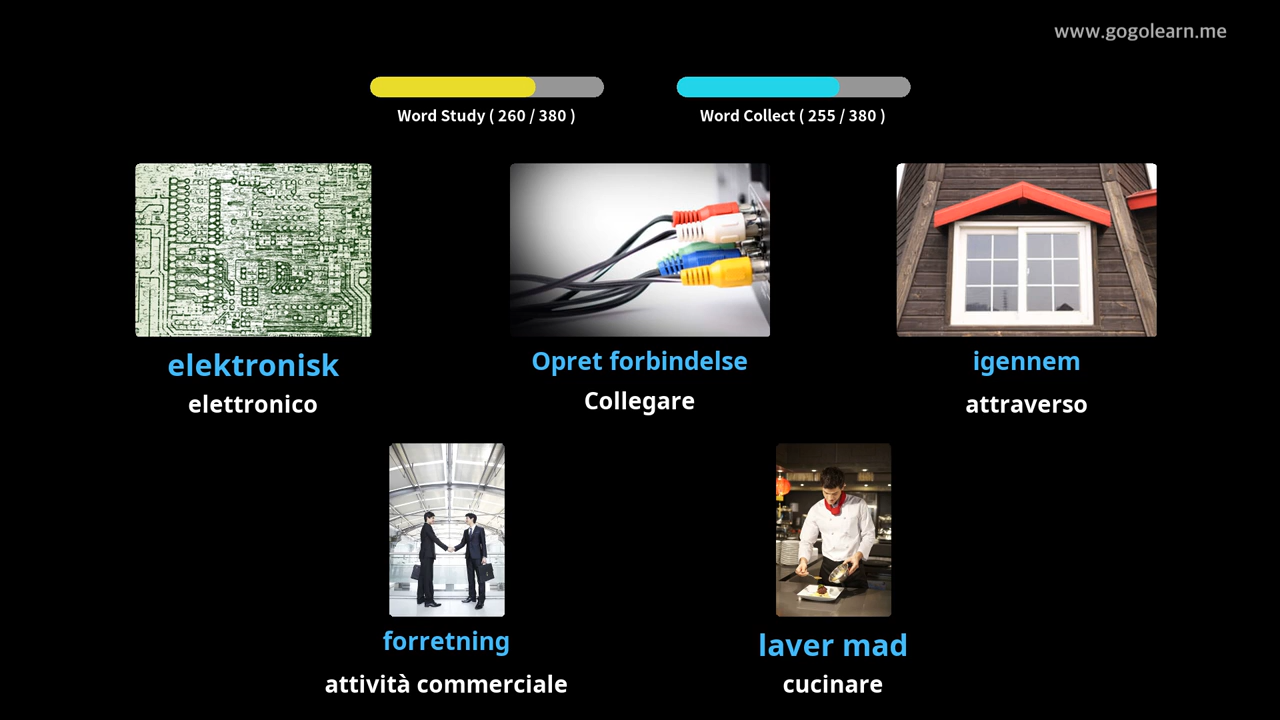 www.gogolearn.me
Word Study ( 260 / 380 )
Word Collect ( 255 / 380 )
elektronisk
elettronico
Opret forbindelse
Collegare
igennem
attraverso
forretning
attività commerciale
laver mad
cucinare